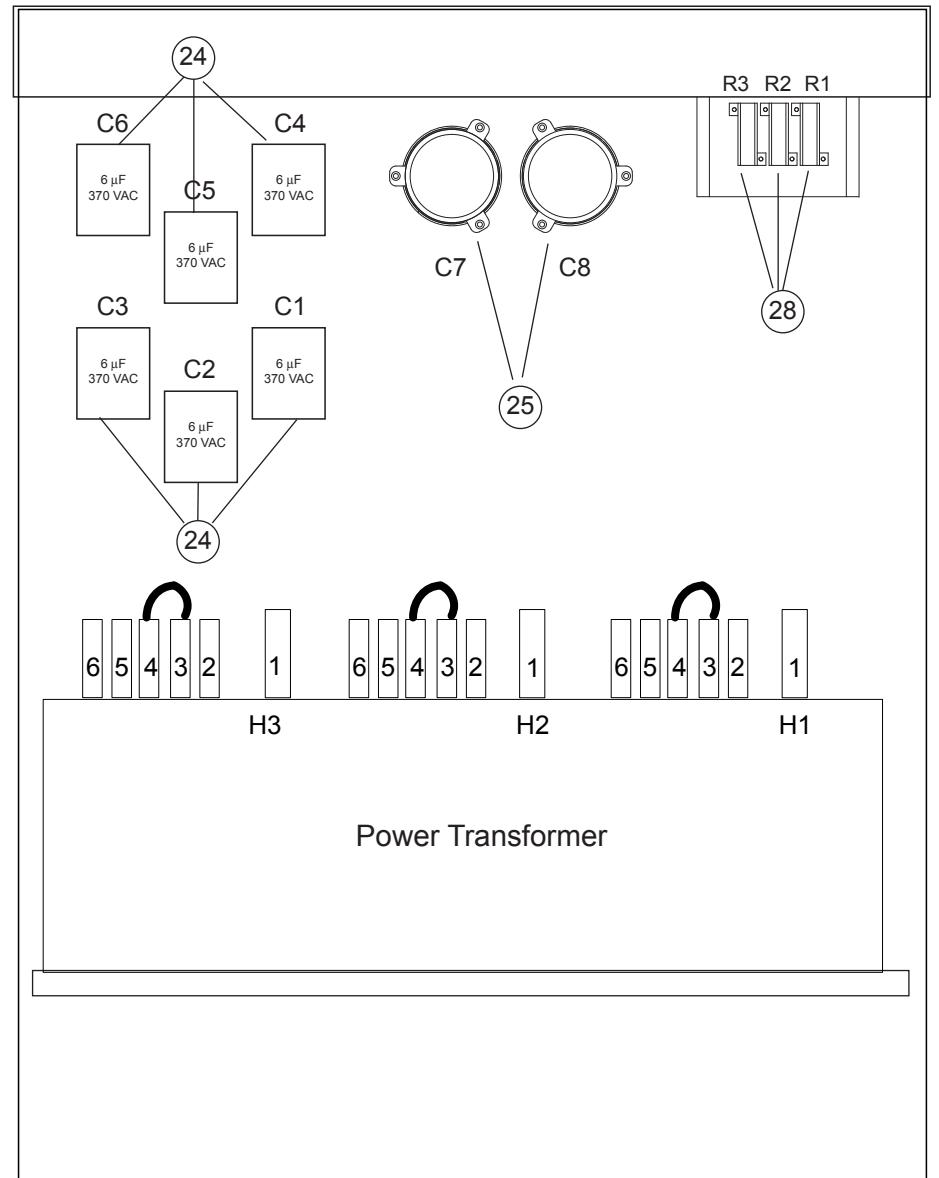 24
R3 R2 R1
C6
C4
6 µF
370 VAC
C5
6 µF
370 VAC
6 µF
370 VAC
C7
C8
28
C3
C1
6 µF
370 VAC
C2
6 µF
370 VAC
6 µF
370 VAC
25
24
6 5 4 3 2 1 6 5 4 3 2 1 6 5 4 3 2 1
H3 H2 H1
Power Transformer